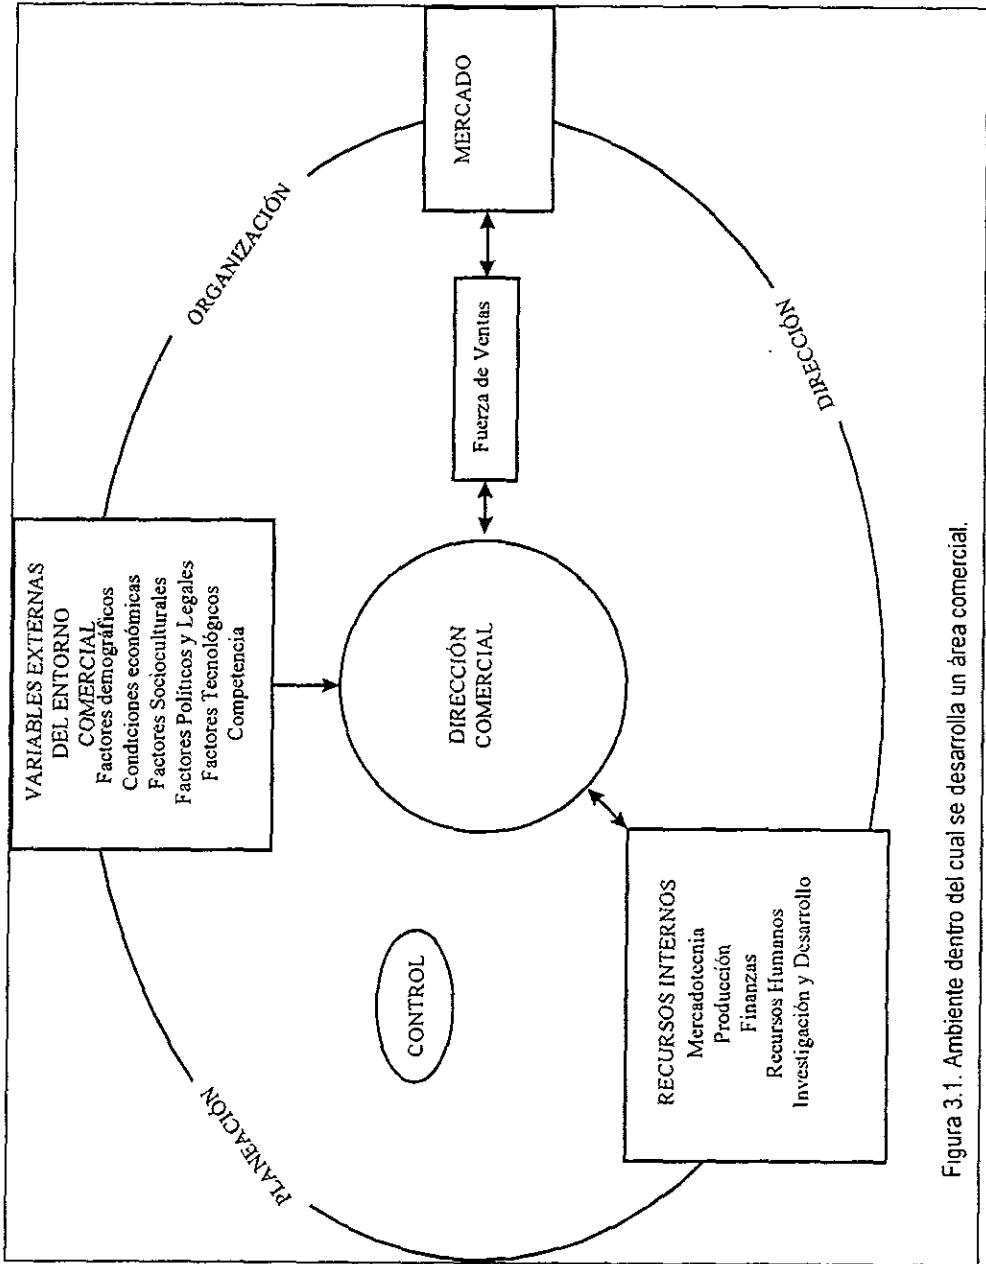 VARIABLES EXTERNAS
DEL ENTORNO
COMERCIAL
Factores demográficos
Condiciones económicas
Factores Socioculturales
Factores Políticos y Legales
Factores Tecnológicos
Competencia
PLANEACIÓN
ORGANIZACIÓN
CONTROL
DIRECCIÓN
COMERCIAL
Fuerza de Ventas
MERCADO
RECURSOS INTERNOS
Mercadotecnia
Producción
Finanzas
Recursos Humanos
Investigación y Desarrollo
DIRECCIÓN
Figura 3.1. Ambiente dentro del cual se desarrolla un área comercial.